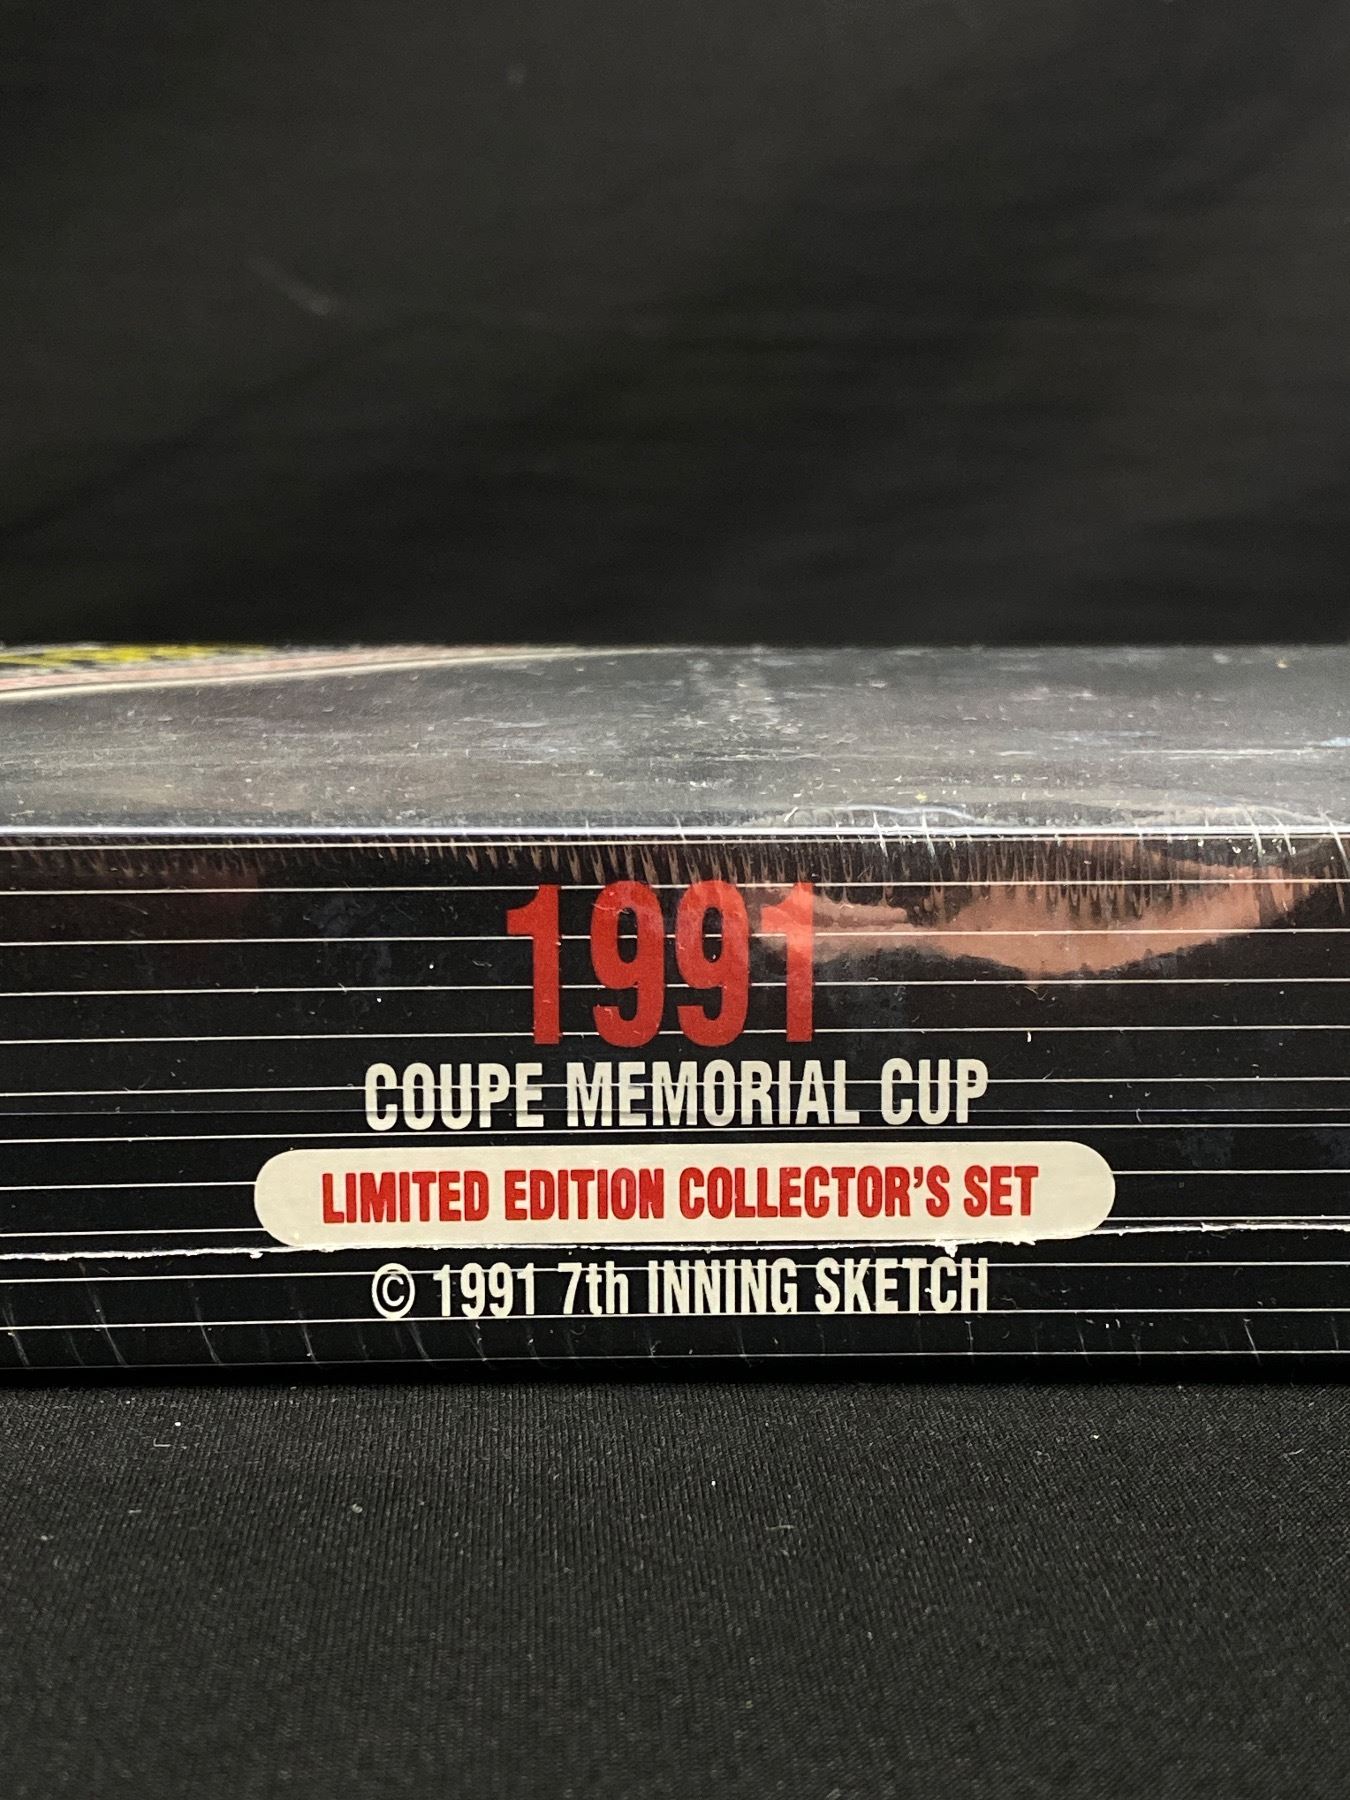 1991
COUPE MEMORIAL CUP
LIMITED EDITION COLLECTOR'S SET
© 1991 7th INNING SKETCH